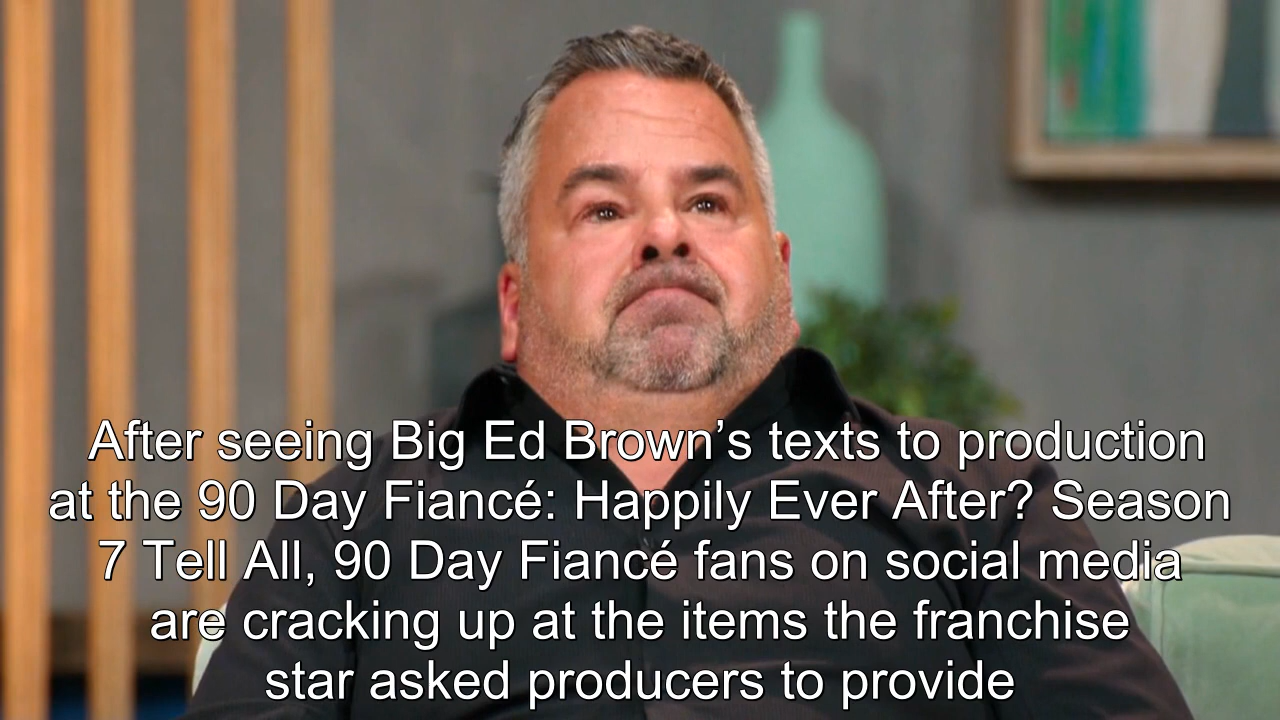 After seeing Big Ed Brown’s texts to production
at the 90 Day Fiancé: Happily Ever After? Season
7 Tell All, 90 Day Fiancé fans on social media
are cracking up at the items the franchise
star asked producers to provide